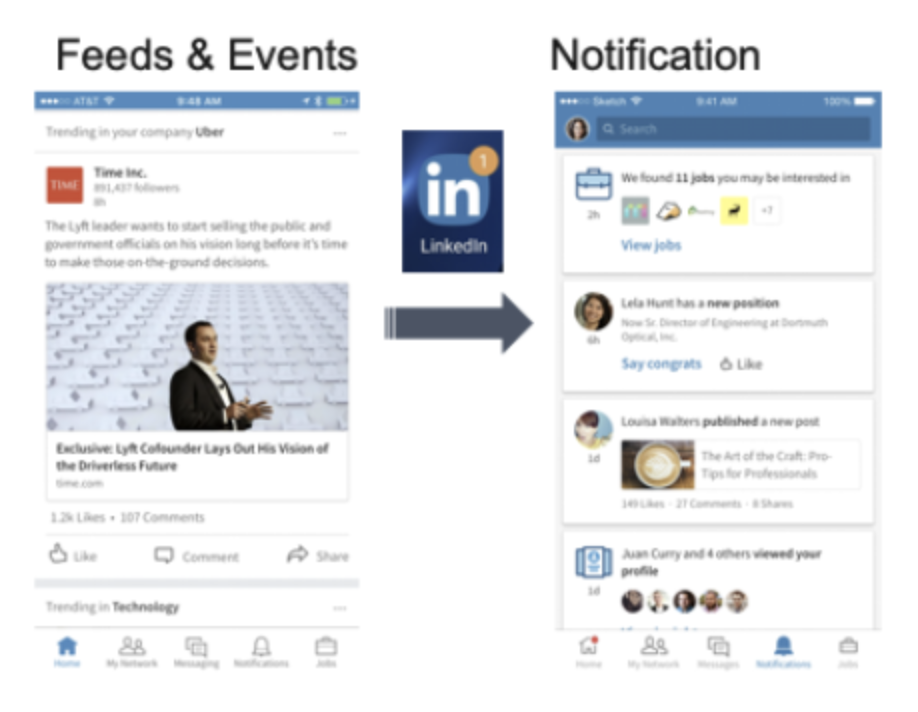 Feeds & Events
Notification
AT&T
9:48 AM
Trending in your company Uber
TIME
Time Inc.
891,437 followers
8h
The Lyft leader wants to start selling the public and
government officials on his vision long before it's time
to make those on-the-ground decisions.
Exclusive: Lyft Cofounder Lays Out His Vision of
the Driverless Future
time.com
1.2k Likes • 107 Comments
Like
Comment
Share
Trending in Technology
Home
My Network
Messaging
Notifications
Jobs
in
1
LinkedIn
Sketch
9:41 AM
100%
Search
We found 11 jobs you may be interested in
2h
+7
View jobs
Lela Hunt has a new position
Now Sr. Director of Engineering at Dortmuth
Optical, Inc.
6h
Say congrats
Like
Louisa Walters published a new post
1d
The Art of the Craft: Pro-
Tips for Professionals
149 Likes · 27 Comments · 8 Shares
Juan Curry and 4 others viewed your
profile
1d
Home
My Network
Messages
Notifications
Jobs